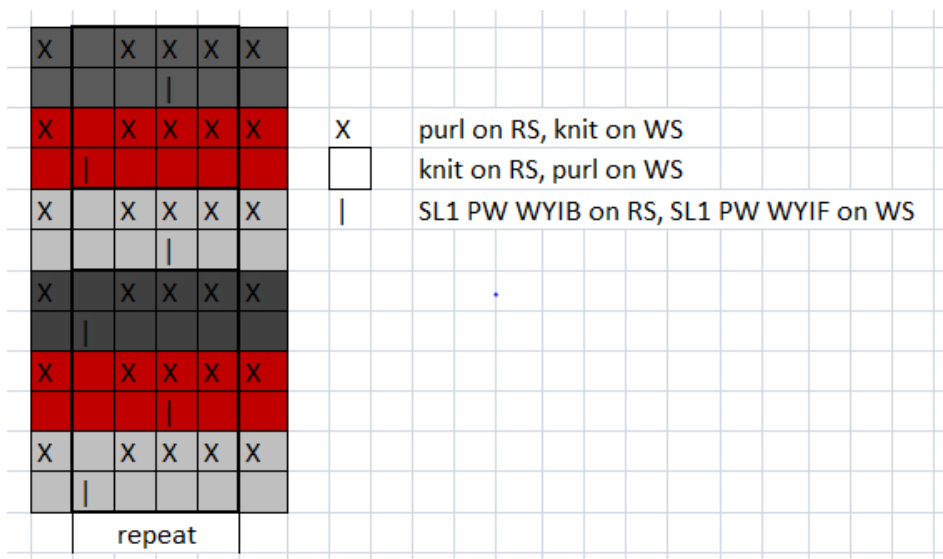 X X X X X
|
X X X X X
X purl on RS, knit on WS
| knit on RS, purl on WS
X X X X X
| SL1 PW WYIB on RS, SL1 PW WYIF on WS
|
X X X X X
|
X X X X X
|
X X X X X
|
repeat